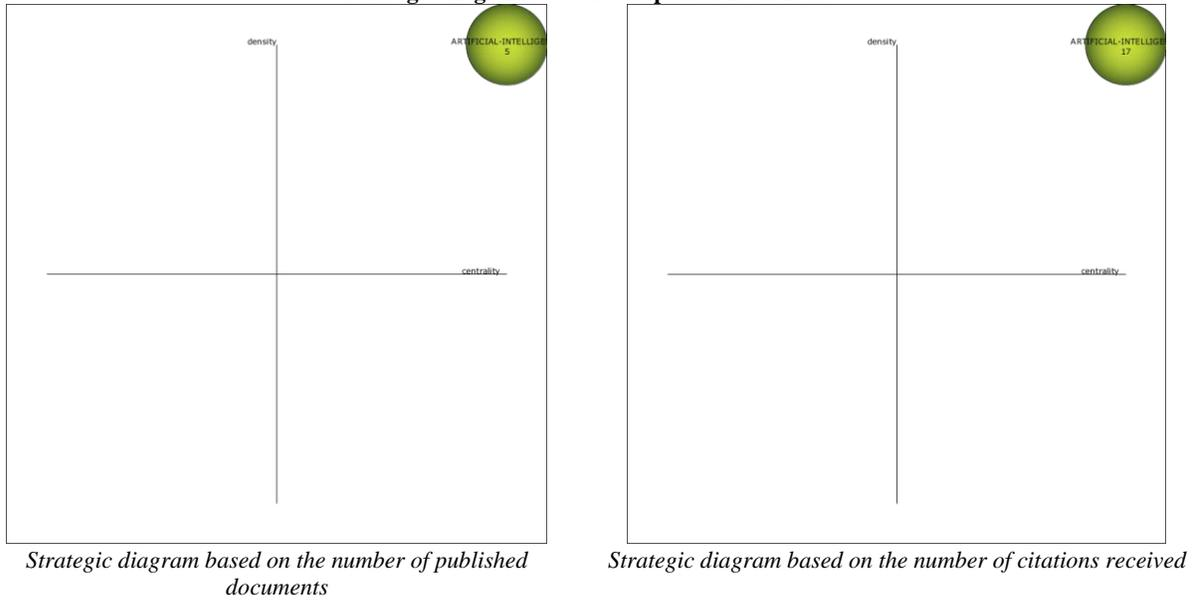 density
ARTIFICIAL-INTELLIGE
5
centrality
Strategic diagram based on the number of published
documents
density
ARTIFICIAL-INTELLIGE
17
centrality
Strategic diagram based on the number of citations received